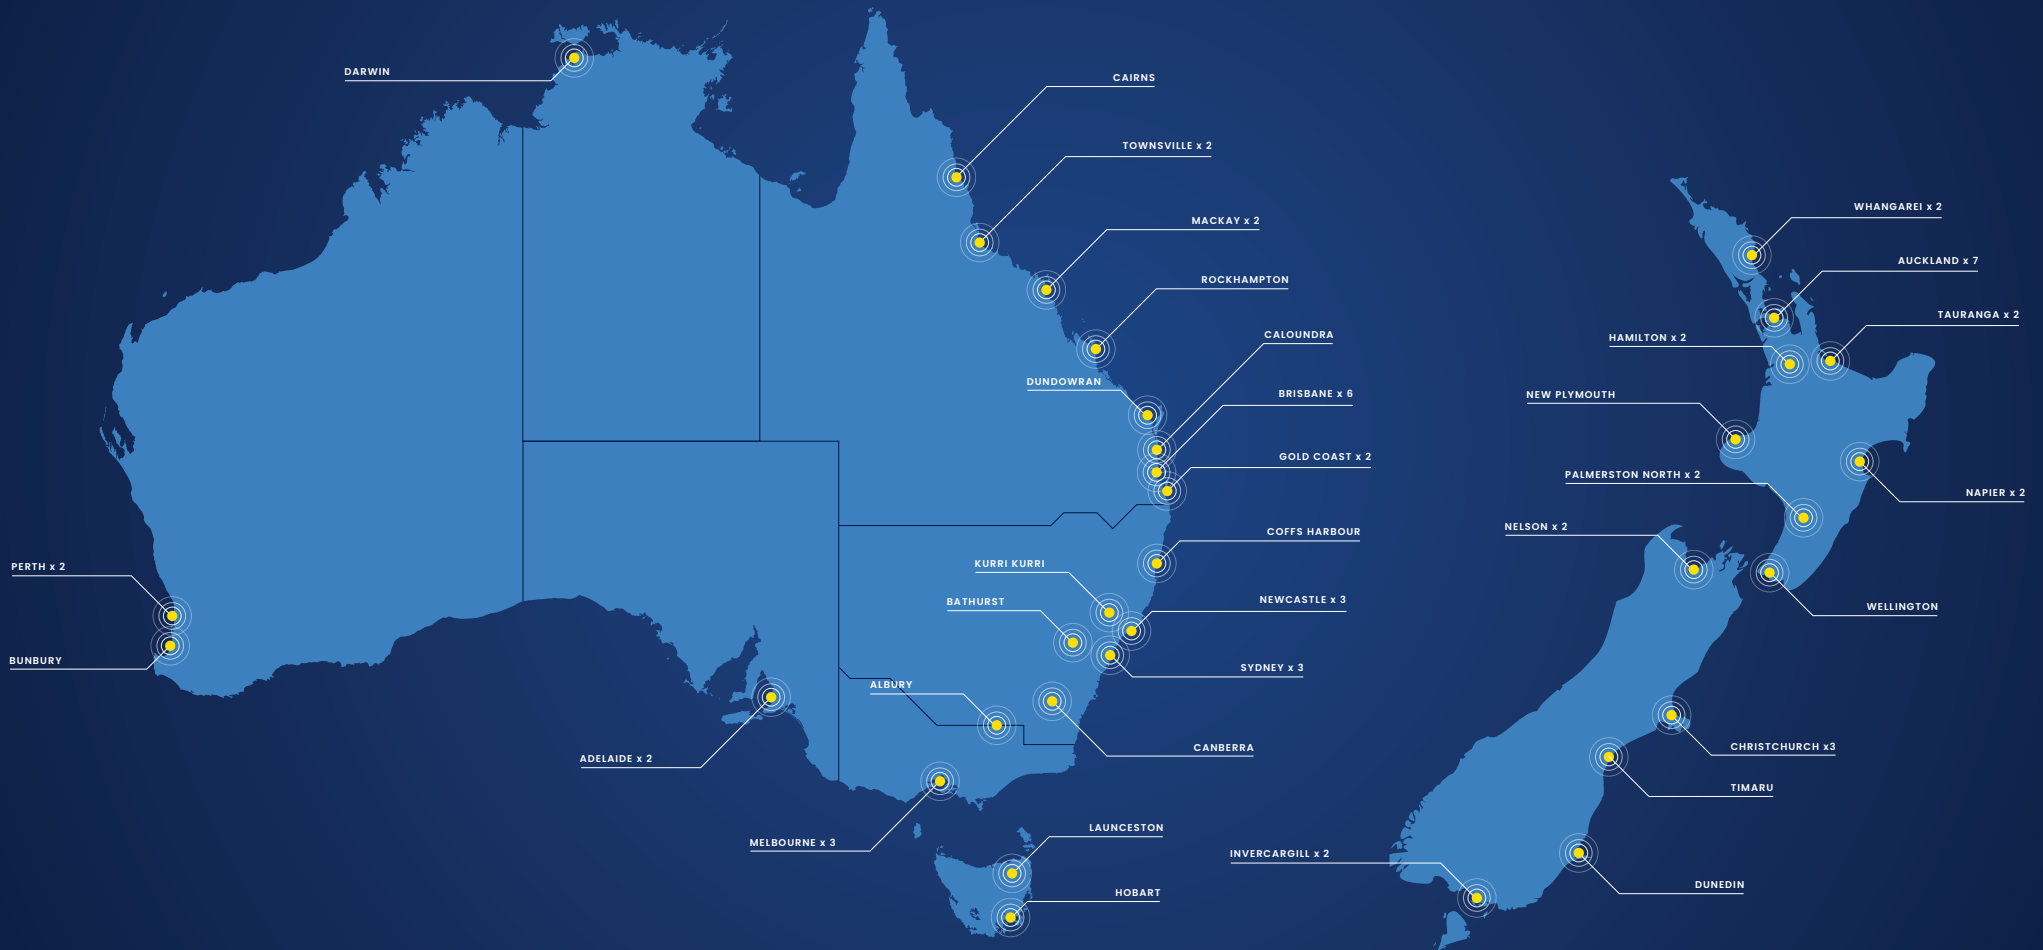 DARWIN
CAIRNS
TOWNSVILLE x 2
MACKAY x 2
ROCKHAMPTON
CALOUNDRA
DUNDOWRAN
BRISBANE x 6
GOLD COAST x 2
COFFS HARBOUR
KURRI KURRI
BATHURST
NEWCASTLE x 3
SYDNEY x 3
ALBURY
CANBERRA
PERTH x 2
BUNBURY
ADELAIDE x 2
MELBOURNE x 3
LAUNCESTON
HOBART
WHANGAREI x 2
AUCKLAND x 7
TAURANGA x 2
HAMILTON x 2
NEW PLYMOUTH
PALMERSTON NORTH x 2
NAPIER x 2
NELSON x 2
WELLINGTON
CHRISTCHURCH x3
TIMARU
INVERCARGILL x 2
DUNEDIN